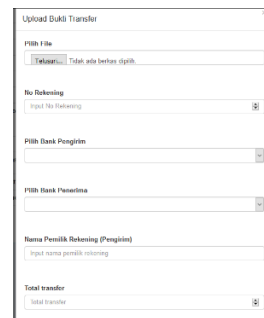 Upload Bukti Transfer
Pilih File
Telusuri... Tidak ada berkas dipilih.
No Rekening
Input No Rekening
Pilih Bank Pengirim
Pilih Bank Penerima
Nama Pemilik Rekening (Pengirim)
Input nama pemilik rekening
Total transfer
Total transfer